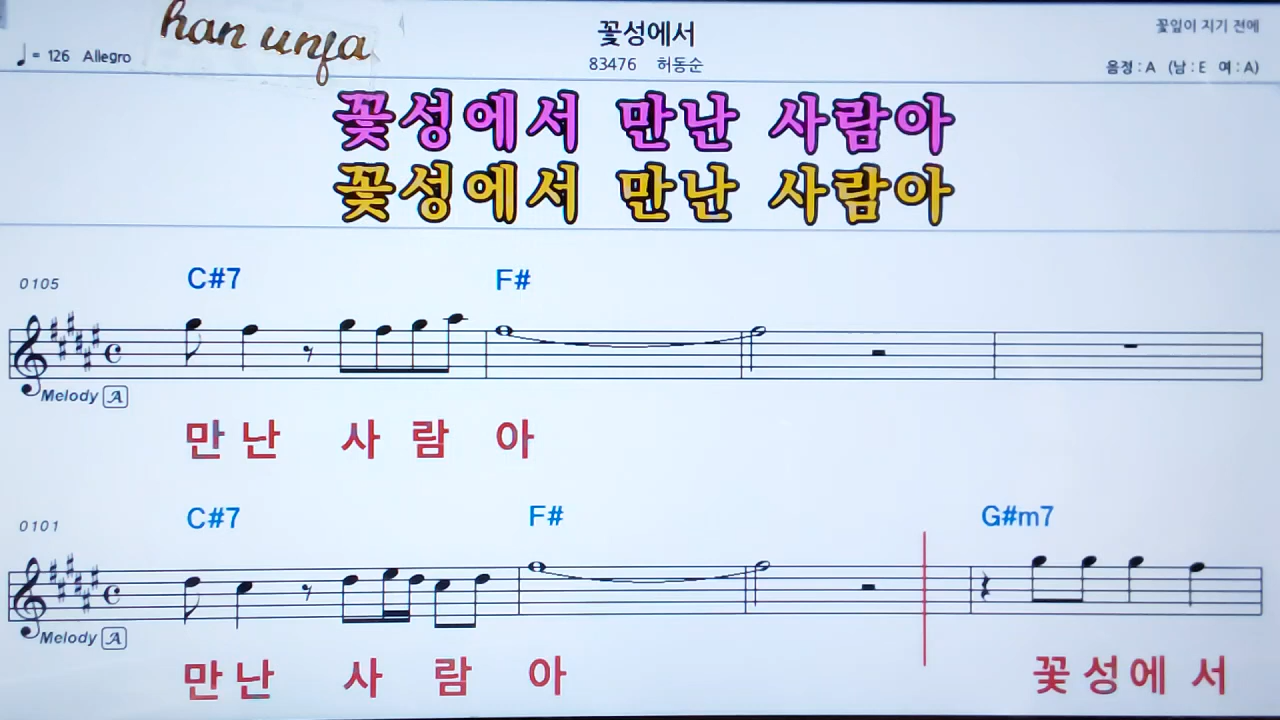 han unja
꽃성에서
꽃잎이 지기 전에
♩= 126 Allegro
83476 허동순
음정 : A (남 : E 여 : A)
꽃성에서 만난 사람아
꽃성에서 만난 사람아
0105
C#7 F#
Melody A
만 난 사 람 아
0101
C#7 F# G#m7
Melody A
만 난 사 람 아 꽃 성 에 서